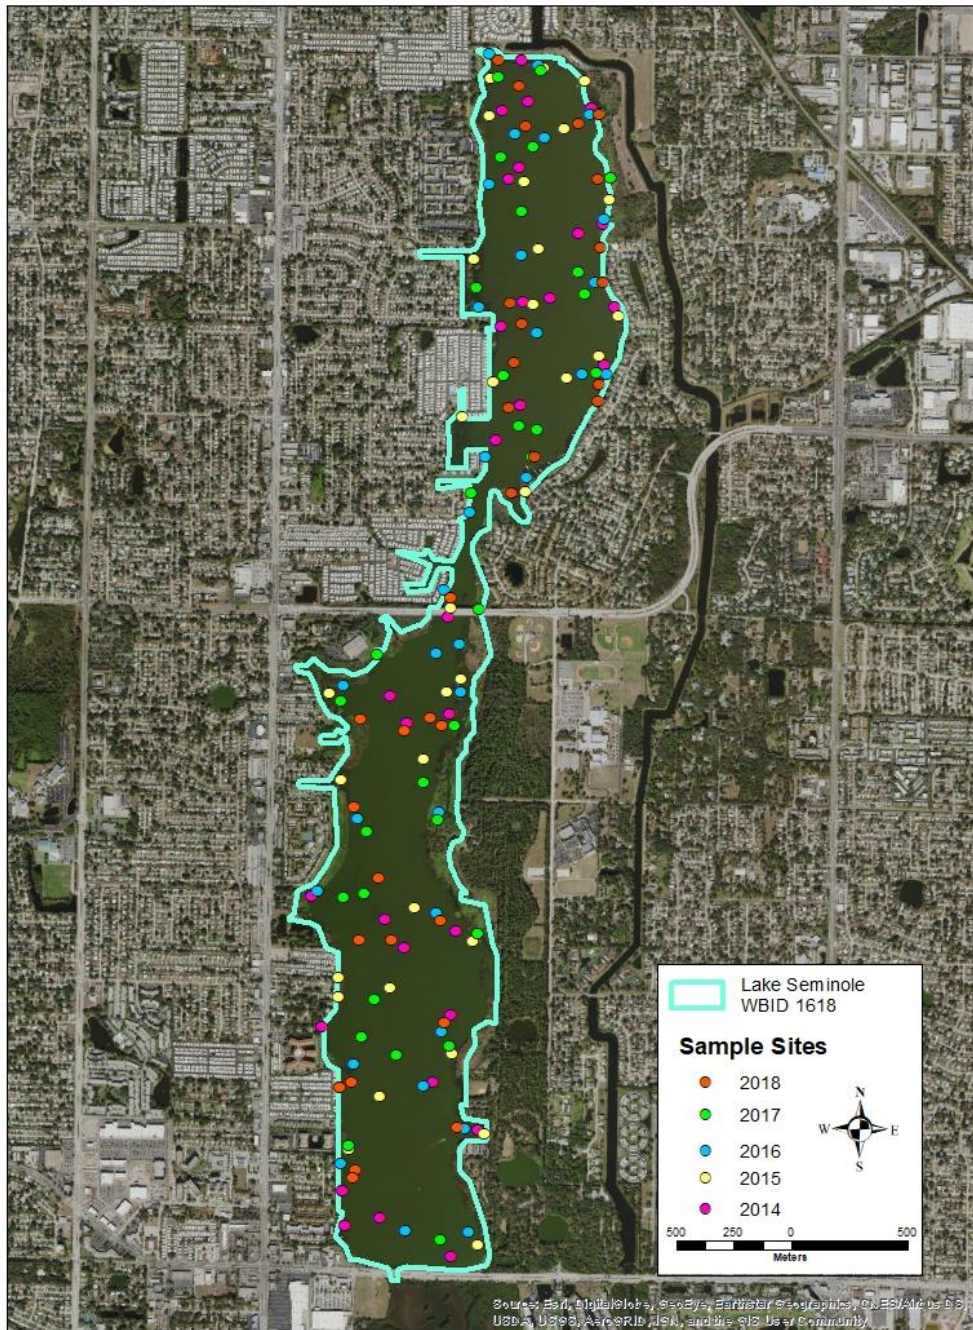 Lake Seminole
WBID 1618
Sample Sites
2018
2017
2016
2015
2014
N
W E
S
500 250 0 500
Meters
Source: Esri, DigitalGlobe, GeoEye, Earthstar Geographics, CNES/Airbus DS,
USDA, USGS, AeroGRID, IGN, and the GIS User Community